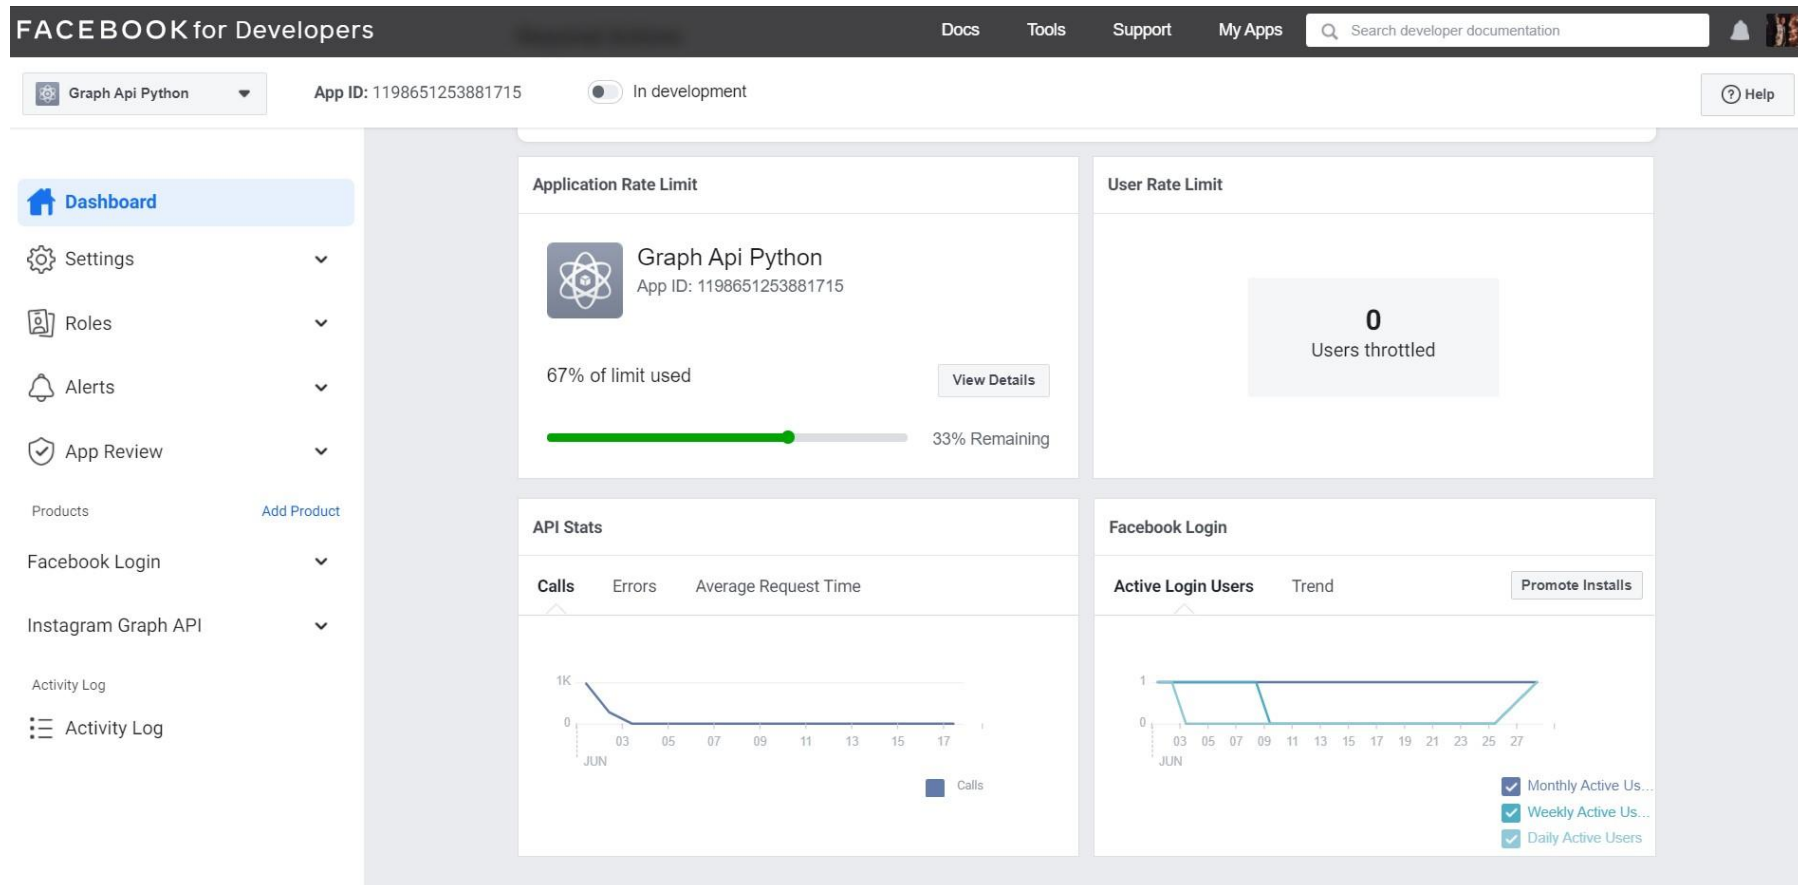 FACEBOOK for Developers
Docs
Tools
Support
My Apps
Search developer documentation
Graph Api Python
App ID: 1198651253881715
In development
Help
Dashboard
Settings
Roles
Alerts
App Review
Products
Add Product
Facebook Login
Instagram Graph API
Activity Log
Activity Log
Application Rate Limit
Graph Api Python
App ID: 1198651253881715
67% of limit used
View Details
33% Remaining
User Rate Limit
0
Users throttled
API Stats
Calls
Errors
Average Request Time
1K
0
03 05 07 09 11 13 15 17
JUN
Calls
Facebook Login
Active Login Users
Trend
Promote Installs
1
0
03 05 07 09 11 13 15 17 19 21 23 25 27
JUN
Monthly Active Us...
Weekly Active Us...
Daily Active Users